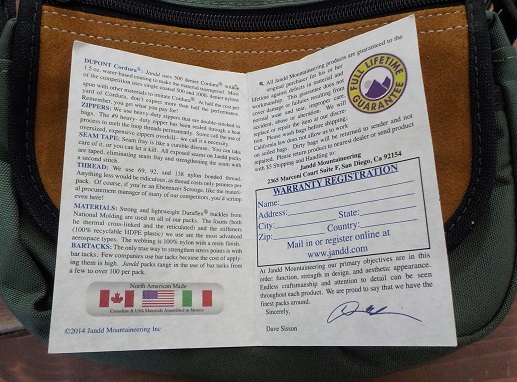 DUPONT Cordura®: Jandd uses 500 denier Cordura® with a
1.5 oz. water-based coating to make the material waterproof. Most
of the competition uses single coated 500 and 1000 denier nylons
spun with other materials to imitate Cordura®. At half the cost per
yard of Cordura, don't expect more than half the performance.
Remember, you get what you pay for!
ZIPPERS: We use heavy-duty zippers that are double-stitched to
bags. The #9 heavy-duty zipper has been sealed through a heat
process to melt the loop threads permanently. Some call the use of
oversized, expensive zippers overkill - we call it a necessity.
SEAM TAPE: Seam fray is like a curable disease. You can take
care of it, or you can let it kill. All exposed seams on Jandd packs
are taped, eliminating seam fray and strengthening the seam with
a second stitch.
THREAD: We use 69, 92, and 138 nylon bonded thread.
Anything less would be ridiculous, as thread costs only pennies per
pack. Of course, if you're an Ebeneezer Scrooge, like the materi-
al procurement manager of many of our competitors, you'd scrimp
even here!
MATERIALS: Strong and lightweight Duraflex® buckles from
National Molding are used on all of our packs. The foam (both
the thermal cross-linked and the reticulated) and the stiffeners
(100% recyclable HDPE plastic) we use are the most advanced
aerospace types. The webbing is 100% nylon with a resin finish.
BARTACKS: The only true way to strengthen stress points is with
bar tacks. Few companies use bar tacks because the cost of apply-
ing them is high. Jandd packs range in the use of bar tacks from
a few to over 100 per pack.
North American Made
Canadian & USA Materials Assembled in Mexico
©2014 Jandd Mountaineering Inc
All Jandd Mountaineering products are guaranteed to the
original purchaser for his or her
lifetime against defects in material and
workmanship. This guarantee does not
cover damage or failures resulting from
normal wear and tear, improper care,
accident, abuse or alteration. We will
replace or repair the item at our discre-
tion. Please wash bags before shipping;
California law does not allow us to work
on soiled bags. Dirty bags will be returned to sender and not
repaired. Please return product to nearest dealer or send product
with \$5 Shipping and Handling to:
FULL LIFETIME
GUARANTEE
Jandd Mountaineering
2365 Marconi Court Suite F, San Diego, Ca 92154
WARRANTY REGISTRATION
Name:
Address:
City: State:
Zip: Country:
Mail in or register online at
www.jandd.com
At Jandd Mountaineering our primary objectives are in this
order: function, strength in design, and aesthetic appearance.
Endless craftsmanship and attention to detail can be seen
throughout each product. We are proud to say that we have the
finest packs around.
Sincerely,
Dave Sisson